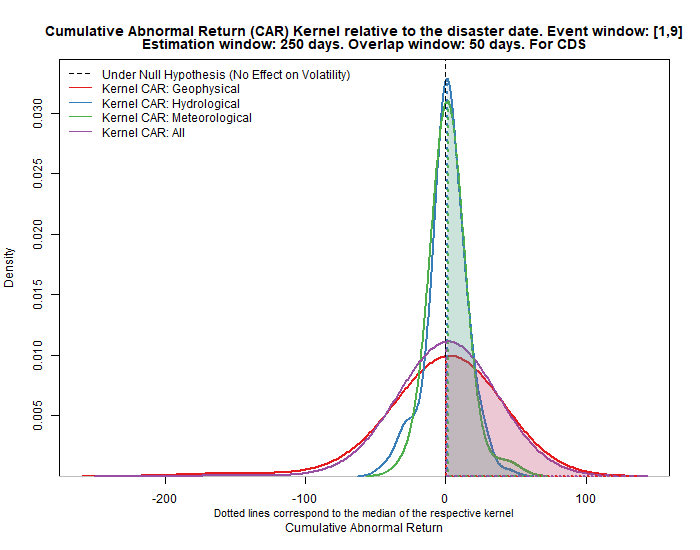 Cumulative Abnormal Return (CAR) Kernel relative to the disaster date. Event window: [1,9]
Estimation window: 250 days. Overlap window: 50 days. For CDS
Under Null Hypothesis (No Effect on Volatility)
Kernel CAR: Geophysical
Kernel CAR: Hydrological
Kernel CAR: Meteorological
Kernel CAR: All
Density
0.030
0.025
0.020
0.015
0.010
0.005
-200 -100 0 100
Dotted lines correspond to the median of the respective kernel
Cumulative Abnormal Return